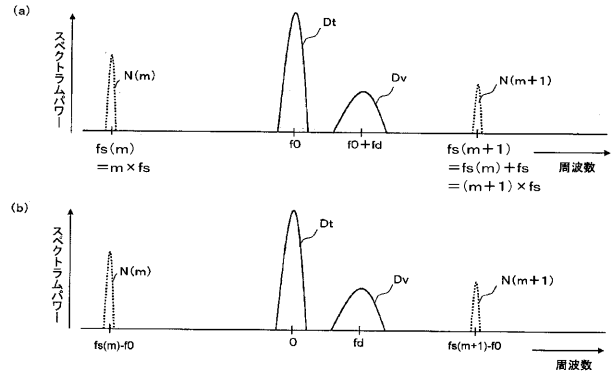 (a)
スペクトラムパワー
N(m)
Dt
Dv
N(m+1)
fs(m)
=m×fs
f0
f0+fd
fs(m+1)
=fs(m)+fs
=(m+1)×fs
周波数
(b)
スペクトラムパワー
N(m)
Dt
Dv
N(m+1)
fs(m)-f0
0
fd
fs(m+1)-f0
周波数